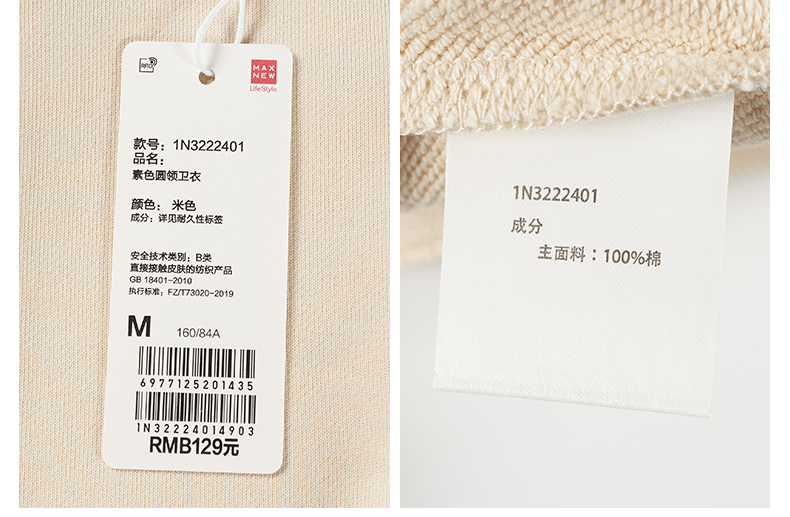 RFID
MAX
NEW
LifeStyle
款号：1N3222401
品名：
素色圆领卫衣
颜色：米色
成分：详见耐久性标签
安全技术类别：B类
直接接触皮肤的纺织产品
GB 18401-2010
执行标准：FZ/T73020-2019
M 160/84A
6977125201435
1N32224014903
RMB129元
1N3222401
成分
主面料：100%棉